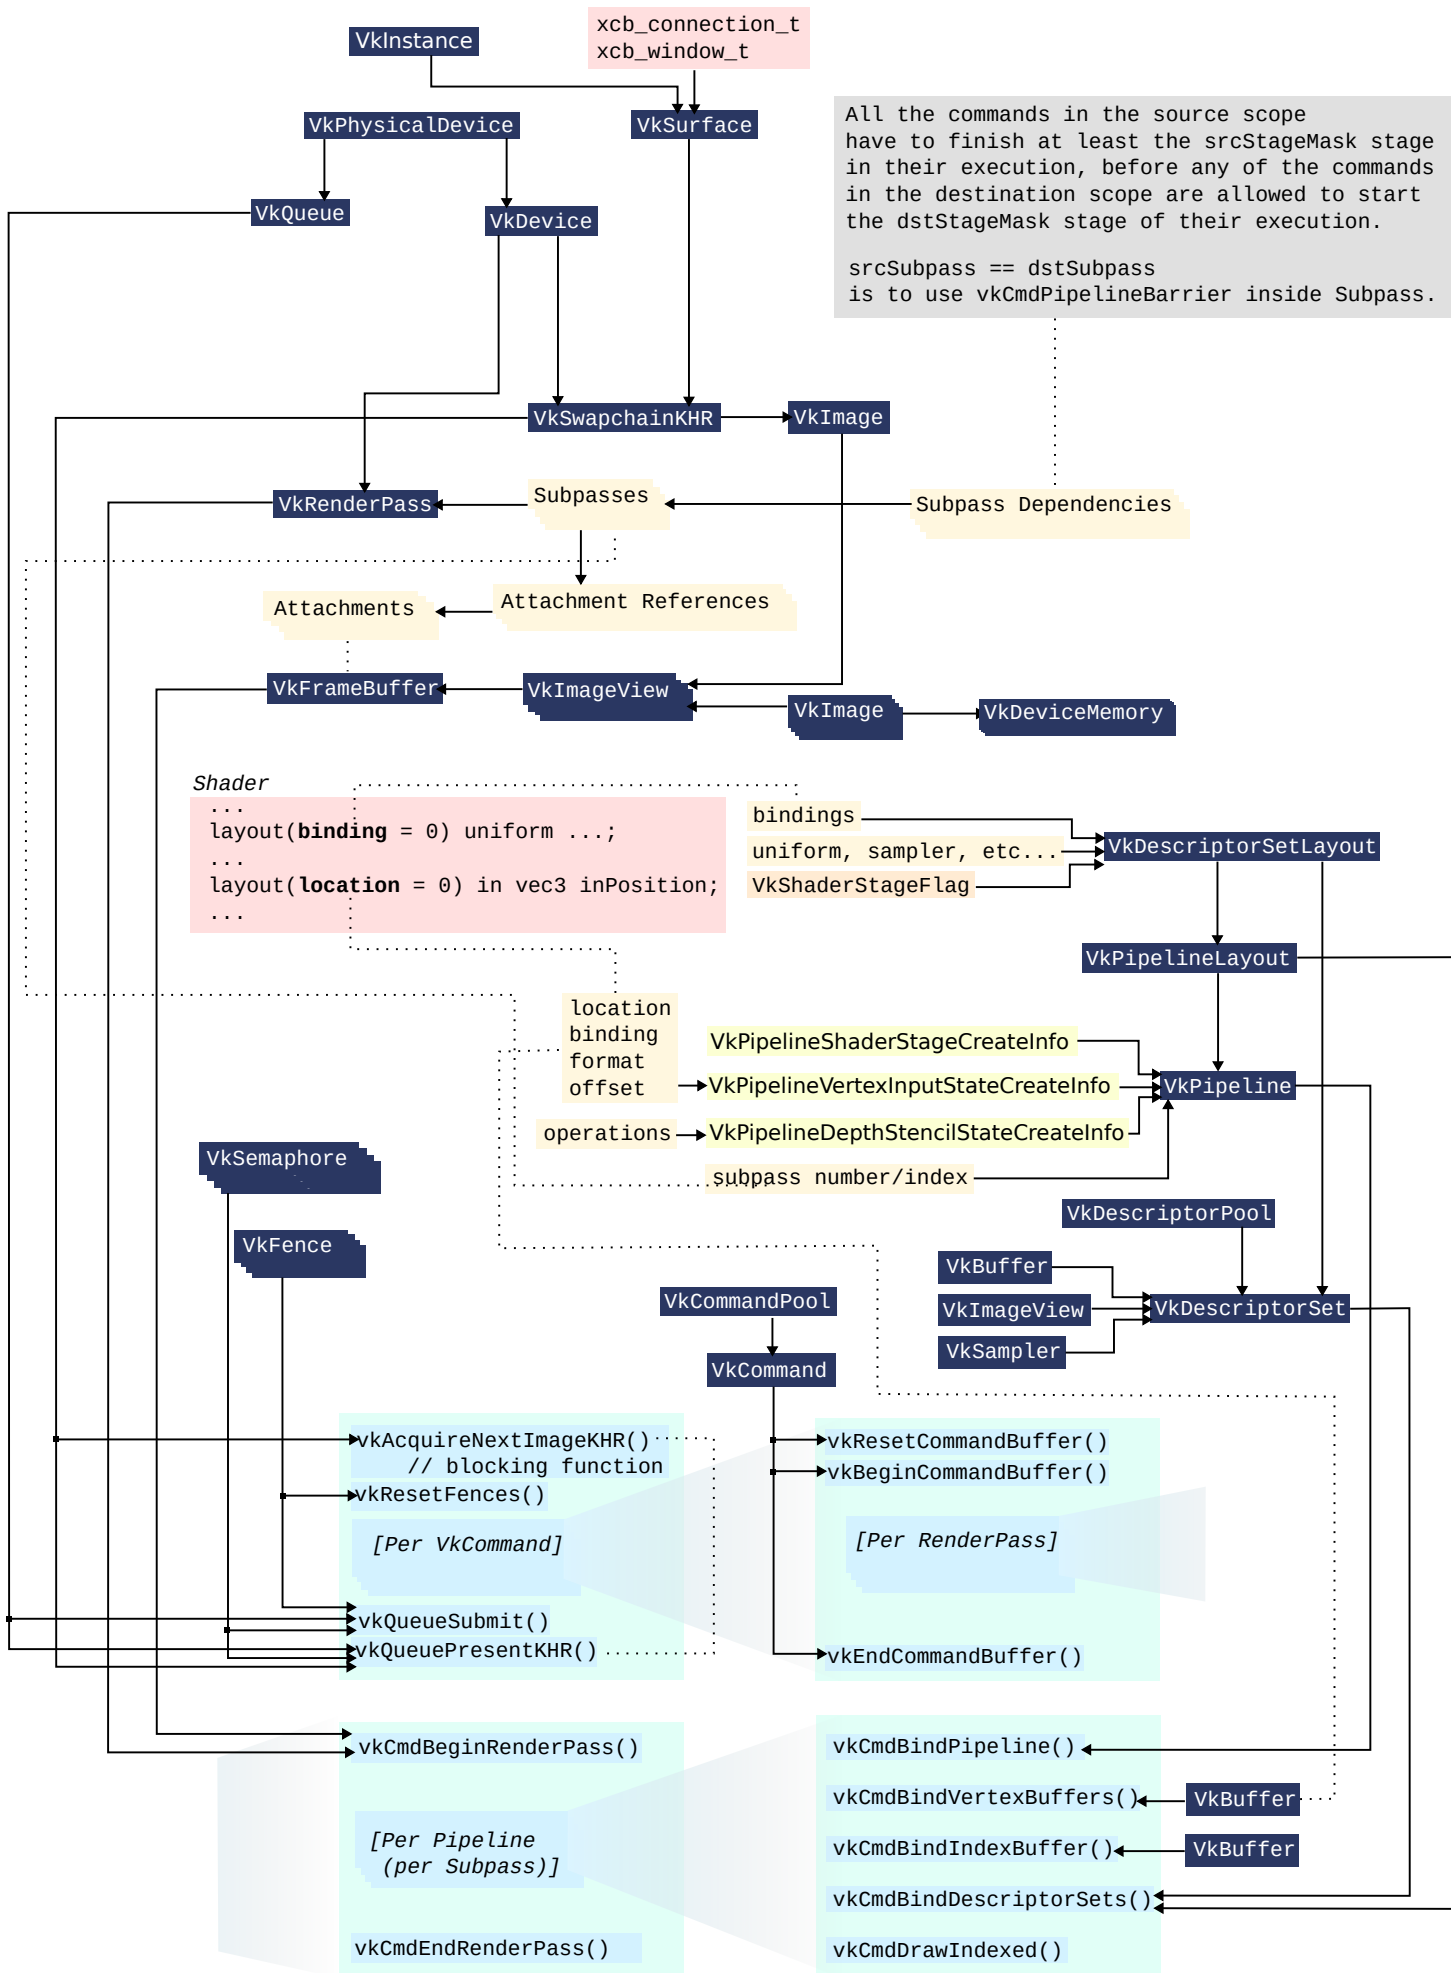 VkInstance
xcb_connection_t
xcb_window_t
VkPhysicalDevice
VkSurface
All the commands in the source scope
have to finish at least the srcStageMask stage
in their execution, before any of the commands
in the destination scope are allowed to start
the dstStageMask stage of their execution.
srcSubpass == dstSubpass
is to use vkCmdPipelineBarrier inside Subpass.
VkQueue
VkDevice
VkSwapchainKHR
VkImage
VkRenderPass
Subpasses
Subpass Dependencies
Attachments
Attachment References
VkFrameBuffer
VkImageView
VkImage
VkDeviceMemory
Shader
...
layout(binding = 0) uniform ...;
...
layout(location = 0) in vec3 inPosition;
...
bindings
uniform, sampler, etc...
VkShaderStageFlag
VkDescriptorSetLayout
VkPipelineLayout
location
binding
format
offset
VkPipelineShaderStageCreateInfo
VkPipelineVertexInputStateCreateInfo
VkPipeline
operations
VkPipelineDepthStencilStateCreateInfo
subpass number/index
VkSemaphore
VkFence
VkDescriptorPool
VkBuffer
VkImageView
VkSampler
VkDescriptorSet
VkCommandPool
VkCommand
vkAcquireNextImageKHR()
// blocking function
vkResetFences()
[Per VkCommand]
vkQueueSubmit()
vkQueuePresentKHR()
vkResetCommandBuffer()
vkBeginCommandBuffer()
[Per RenderPass]
vkEndCommandBuffer()
vkCmdBeginRenderPass()
[Per Pipeline
(per Subpass)]
vkCmdEndRenderPass()
vkCmdBindPipeline()
vkCmdBindVertexBuffers()
VkBuffer
vkCmdBindIndexBuffer()
VkBuffer
vkCmdBindDescriptorSets()
vkCmdDrawIndexed()